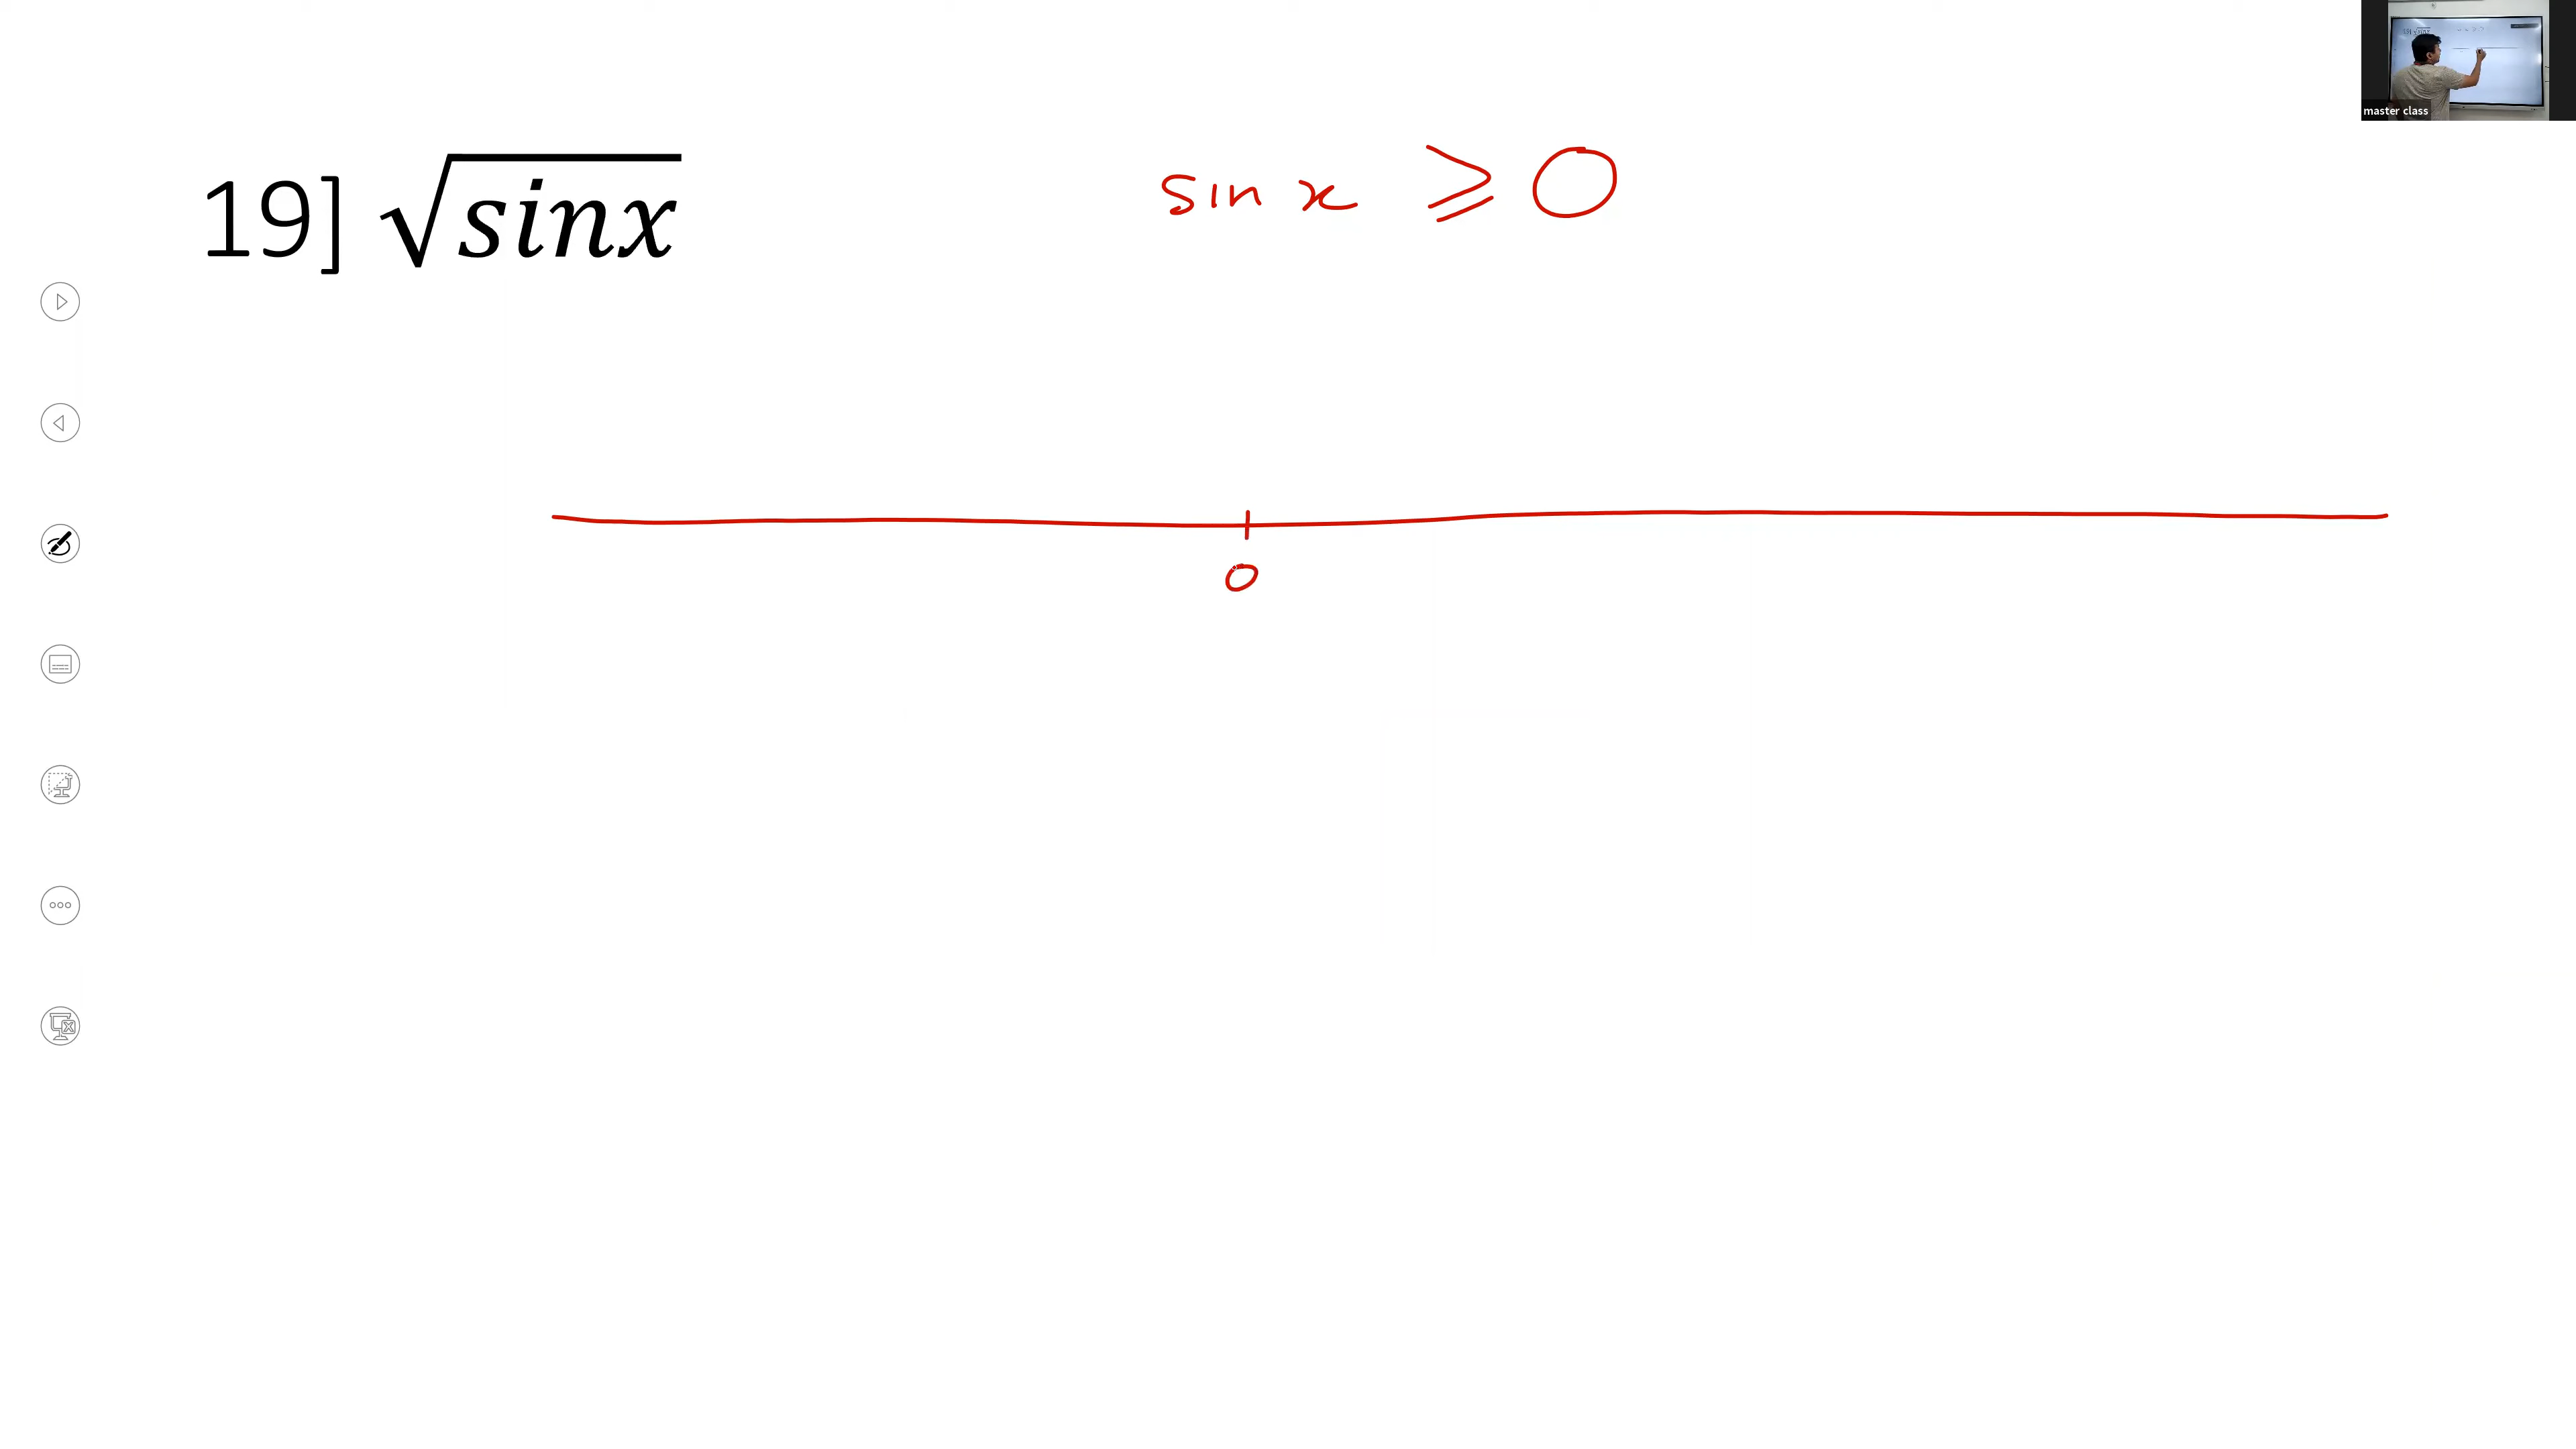 master class
19] √sinx
sin x ≥ 0
0